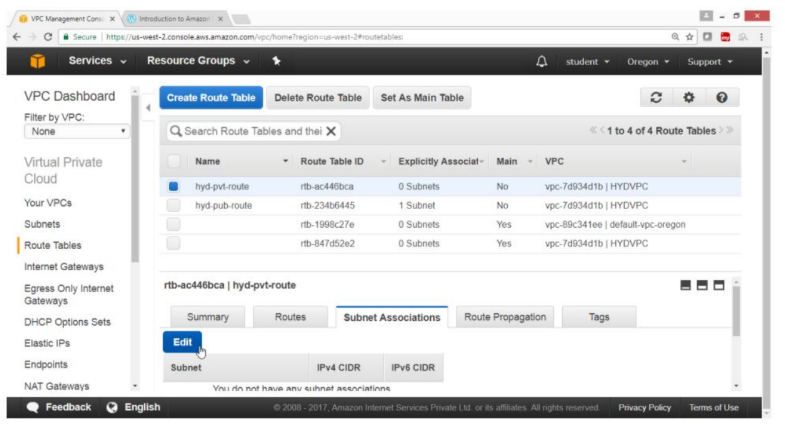 VPC Management Cons
Introduction to Amazon
Secure | https://us-west-2.console.aws.amazon.com/vpc/home?region=us-west-2#routetables:
Services Resource Groups student Oregon Support
VPC Dashboard
Filter by VPC:
None
Virtual Private
Cloud
Your VPCs
Subnets
Route Tables
Internet Gateways
Egress Only Internet
Gateways
DHCP Options Sets
Elastic IPs
Endpoints
NAT Gateways
Create Route Table Delete Route Table Set As Main Table
Search Route Tables and thei X
<< 1 to 4 of 4 Route Tables >>
Name Route Table ID Explicitly Associat Main VPC
hyd-pvt-route rtb-ac446bca 0 Subnets No vpc-7d934d1b | HYDVPC
hyd-pub-route rtb-234b6445 1 Subnet No vpc-7d934d1b | HYDVPC
rtb-1998c27e 0 Subnets Yes vpc-89c341ee | default-vpc-oregon
rtb-847d52e2 0 Subnets Yes vpc-7d934d1b | HYDVPC
rtb-ac446bca | hyd-pvt-route
Summary Routes Subnet Associations Route Propagation Tags
Edit
Subnet IPv4 CIDR IPv6 CIDR
You do not have any subnet associations
Feedback English © 2008 - 2017, Amazon Internet Services Private Ltd. or its affiliates. All rights reserved. Privacy Policy Terms of Use